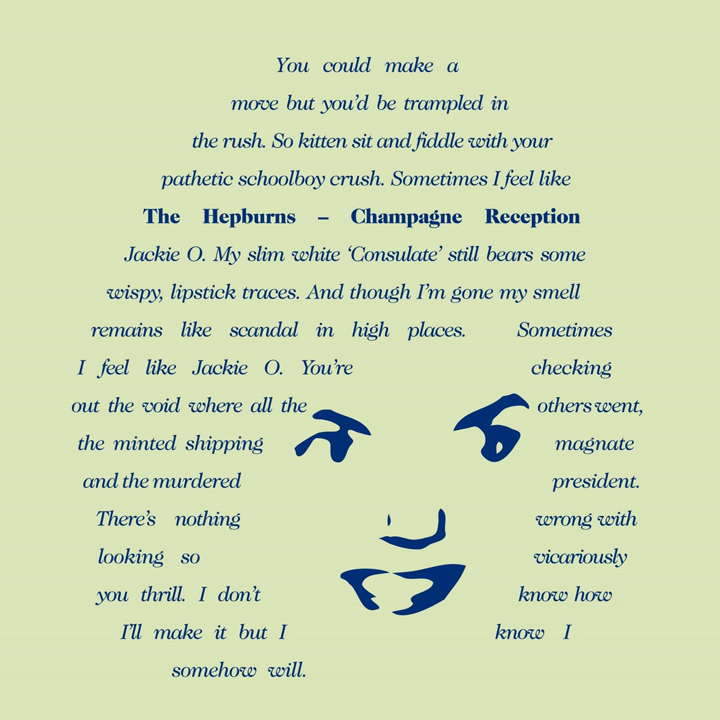 You could make a
move but you’d be trampled in
the rush. So kitten sit and fiddle with your
pathetic schoolboy crush. Sometimes I feel like
The Hepburns – Champagne Reception
Jackie O. My slim white ‘Consulate’ still bears some
wispy, lipstick traces. And though I’m gone my smell
remains like scandal in high places. Sometimes
I feel like Jackie O. You’re checking
out the void where all the others went,
the minted shipping magnate
and the murdered president.
There’s nothing wrong with
looking so vicariously
you thrill. I don’t know how
I’ll make it but I know I
somehow will.